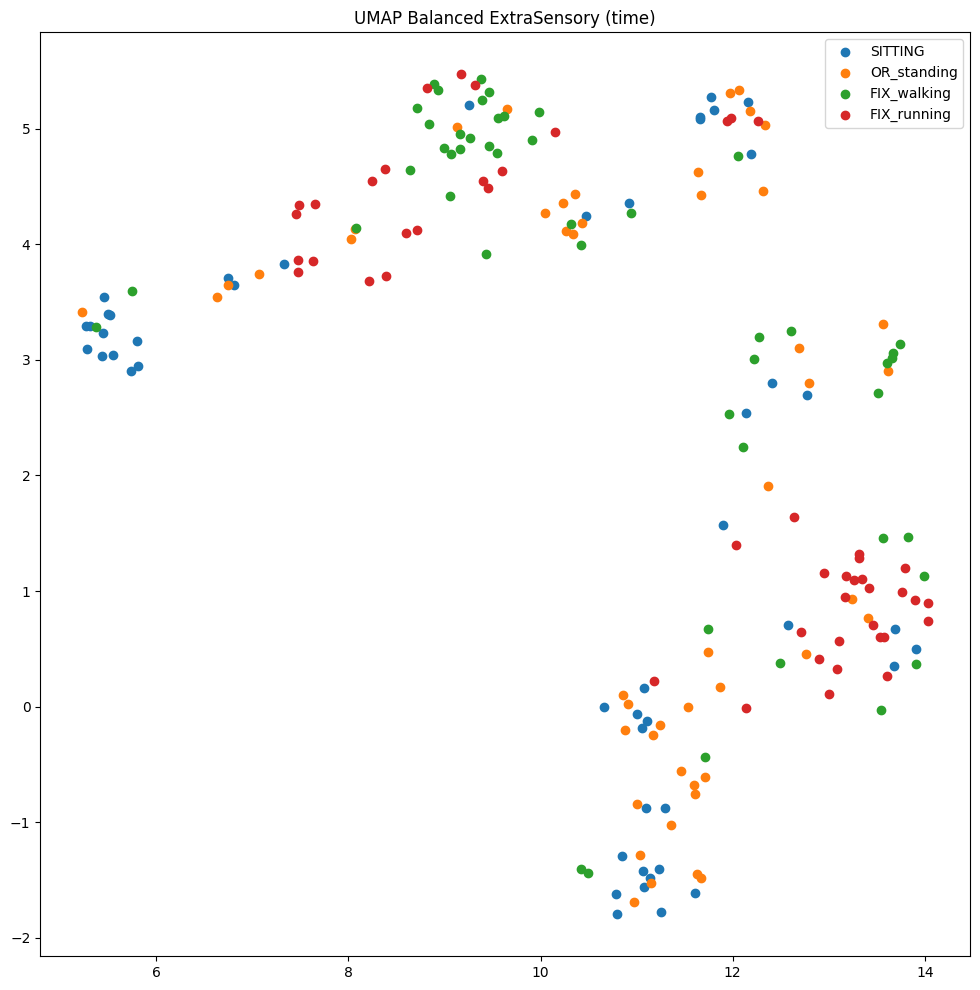 UMAP Balanced ExtraSensory (time)
SITTING
OR_standing
FIX_walking
FIX_running
5
4
3
2
1
0
−1
−2
6 8 10 12 14